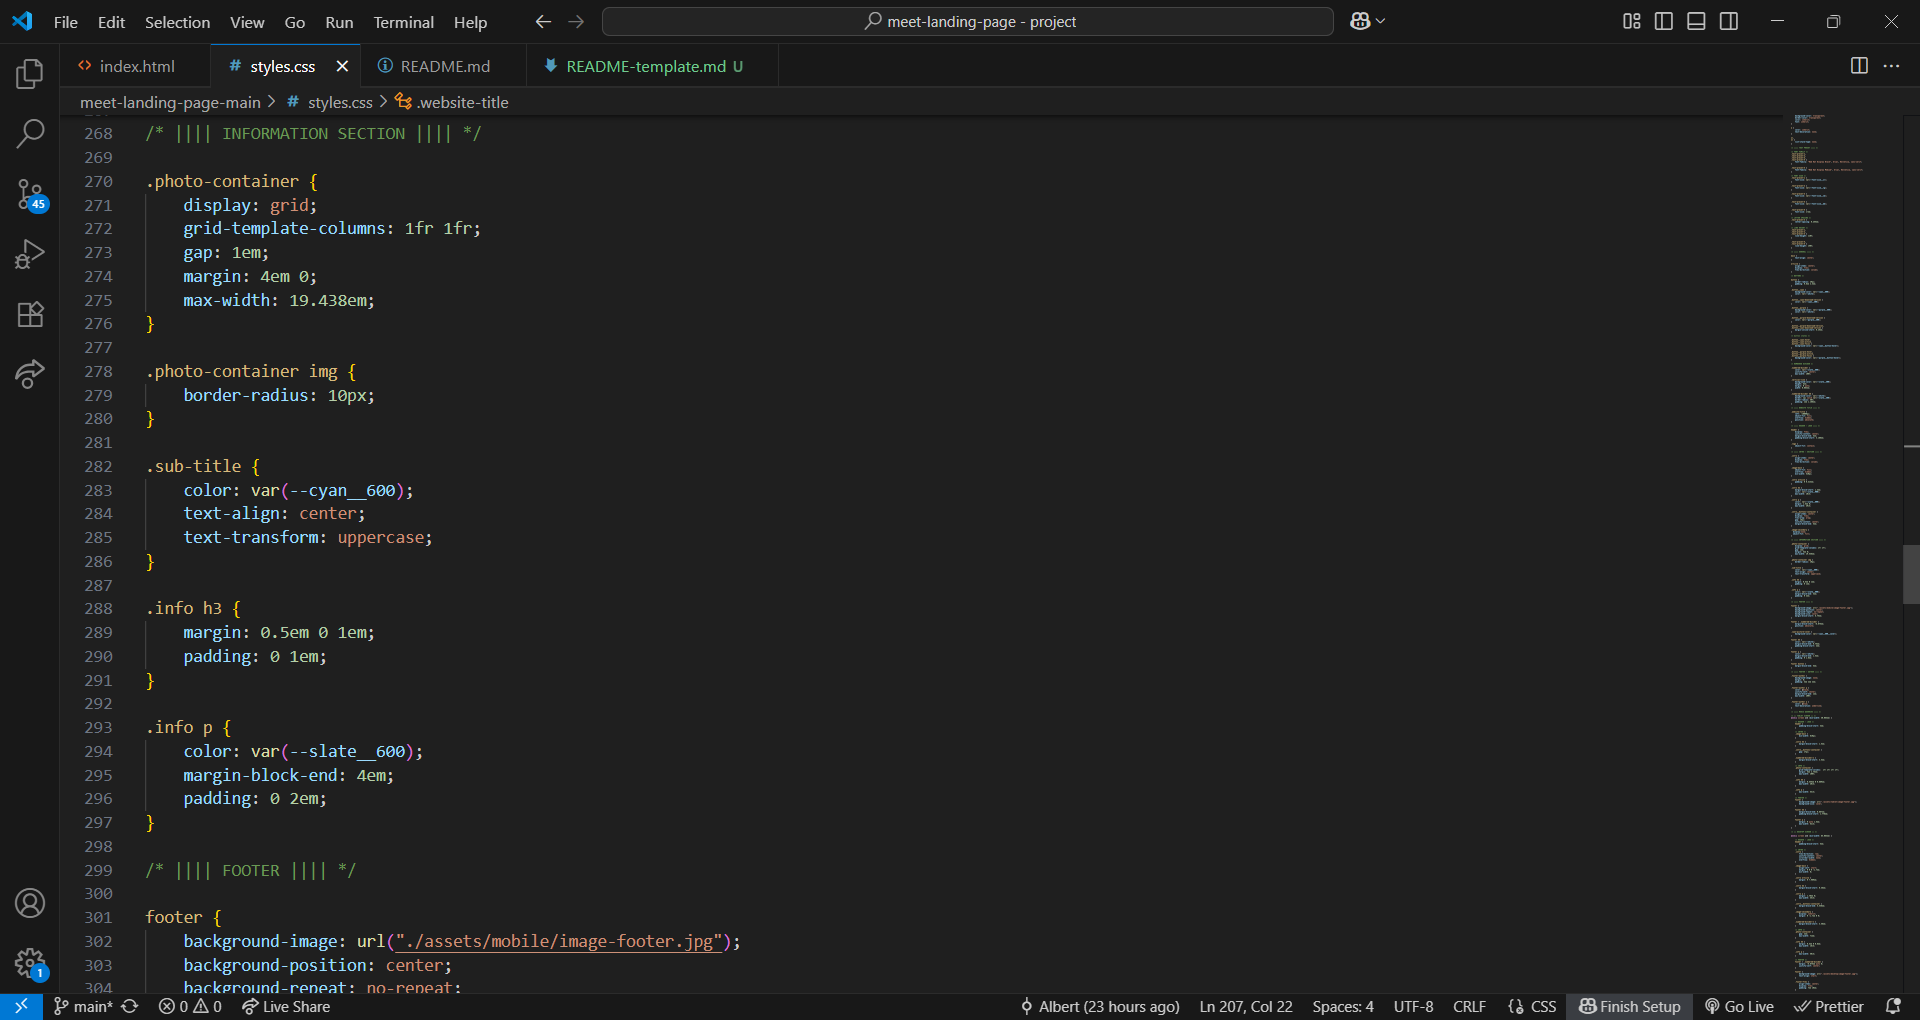 File Edit Selection View Go Run Terminal Help
meet-landing-page - project
index.html
# styles.css
README.md
README-template.md U
meet-landing-page-main > # styles.css > .website-title
268 /* |||| INFORMATION SECTION |||| */
269
270 .photo-container {
271 display: grid;
272 grid-template-columns: 1fr 1fr;
273 gap: 1em;
274 margin: 4em 0;
275 max-width: 19.438em;
276 }
277
278 .photo-container img {
279 border-radius: 10px;
280 }
281
282 .sub-title {
283 color: var(--cyan__600);
284 text-align: center;
285 text-transform: uppercase;
286 }
287
288 .info h3 {
289 margin: 0.5em 0 1em;
290 padding: 0 1em;
291 }
292
293 .info p {
294 color: var(--slate__600);
295 margin-block-end: 4em;
296 padding: 0 2em;
297 }
298
299 /* |||| FOOTER |||| */
300
301 footer {
302 background-image: url("./assets/mobile/image-footer.jpg");
303 background-position: center;
304 background-repeat: no-repeat;
45
1
main* 0 0 Live Share Albert (23 hours ago) Ln 207, Col 22 Spaces: 4 UTF-8 CRLF {} CSS Finish Setup Go Live Prettier